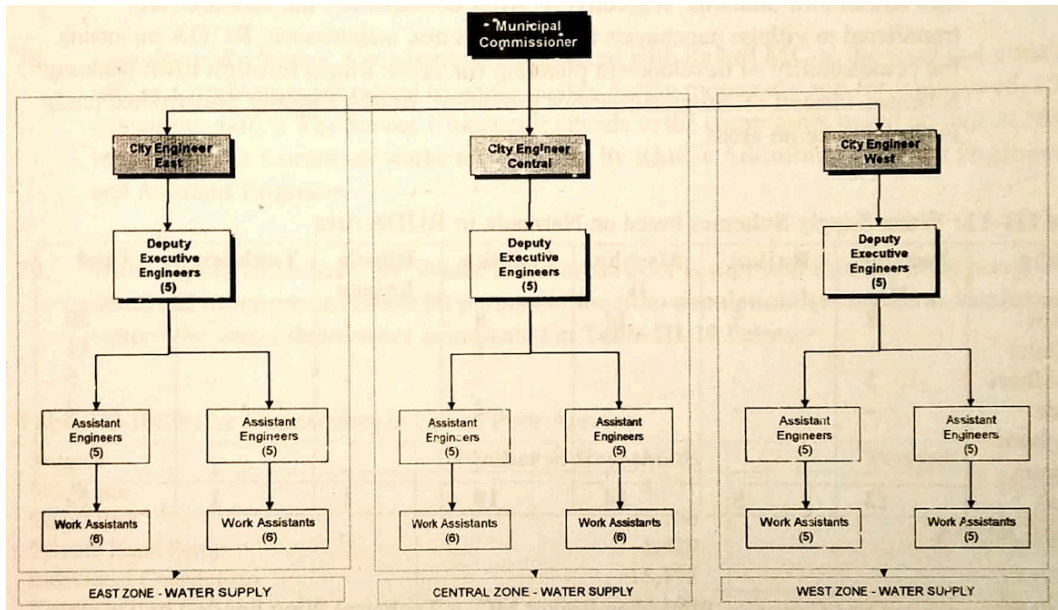 Municipal
Commissioner
City Engineer
East
City Engineer
Central
City Engineer
West
Deputy
Executive
Engineers
(5)
Deputy
Executive
Engineers
(5)
Deputy
Executive
Engineers
(5)
Assistant
Engineers
(5)
Assistant
Engineers
(5)
Assistant
Engineers
(5)
Assistant
Engineers
(5)
Assistant
Engineers
(5)
Assistant
Engineers
(5)
Work Assistants
(6)
Work Assistants
(6)
Work Assistants
(6)
Work Assistants
(6)
Work Assistants
(5)
Work Assistants
(5)
EAST ZONE - WATER SUPPLY
CENTRAL ZONE - WATER SUPPLY
WEST ZONE - WATER SUPPLY